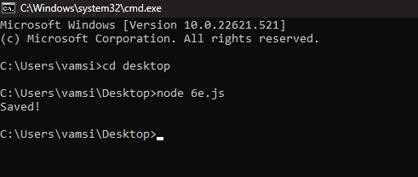 C:\Windows\system32\cmd.exe
Microsoft Windows [Version 10.0.22621.521]
(c) Microsoft Corporation. All rights reserved.
C:\Users\vamsi>cd desktop
C:\Users\vamsi\Desktop>node 6e.js
Saved!
C:\Users\vamsi\Desktop>